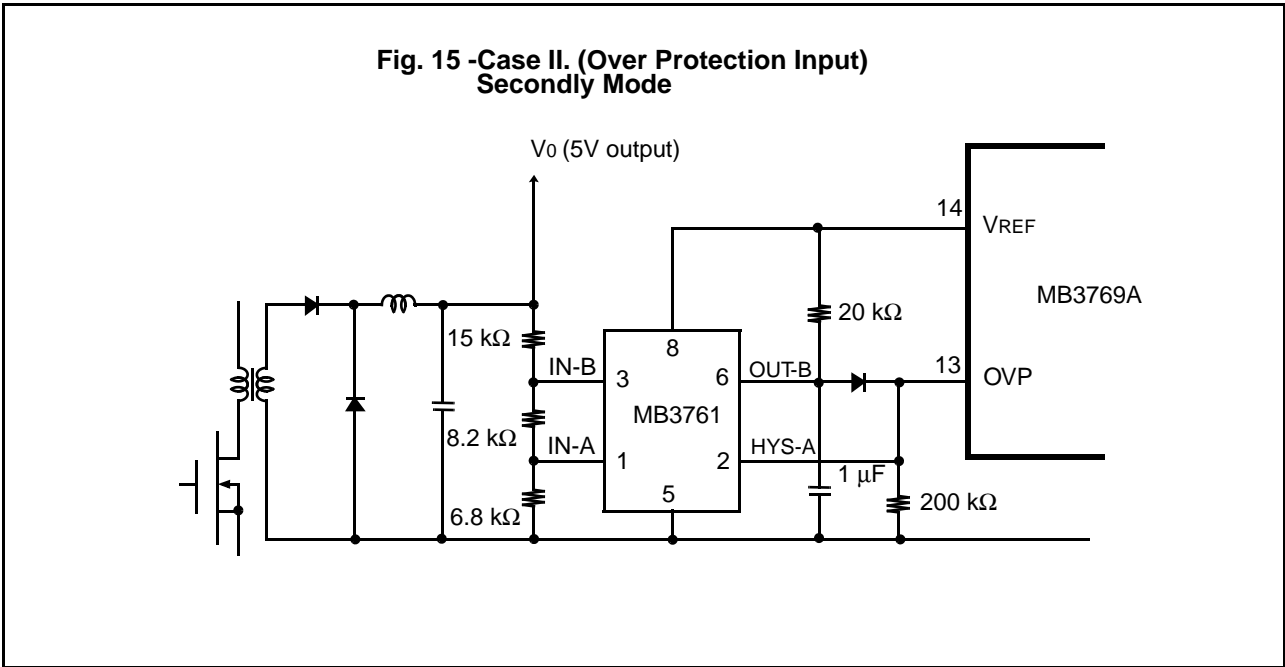 Fig. 15 -Case II. (Over Protection Input)
Secondly Mode
V0 (5V output)
14
VREF
MB3769A
20 kΩ
15 kΩ
8
IN-B
3
6
OUT-B
13
OVP
MB3761
8.2 kΩ
IN-A
1
2
HYS-A
1 μF
5
200 kΩ
6.8 kΩ